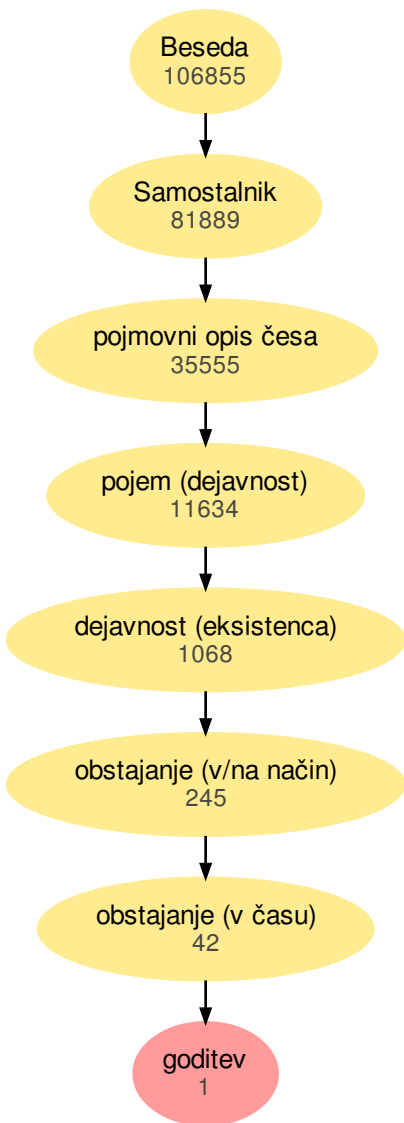 Beseda
106855
Samostalnik
81889
pojmovni opis česa
35555
pojem (dejavnost)
11634
dejavnost (eksistenca)
1068
obstajanje (v/na način)
245
obstajanje (v času)
42
goditev
1